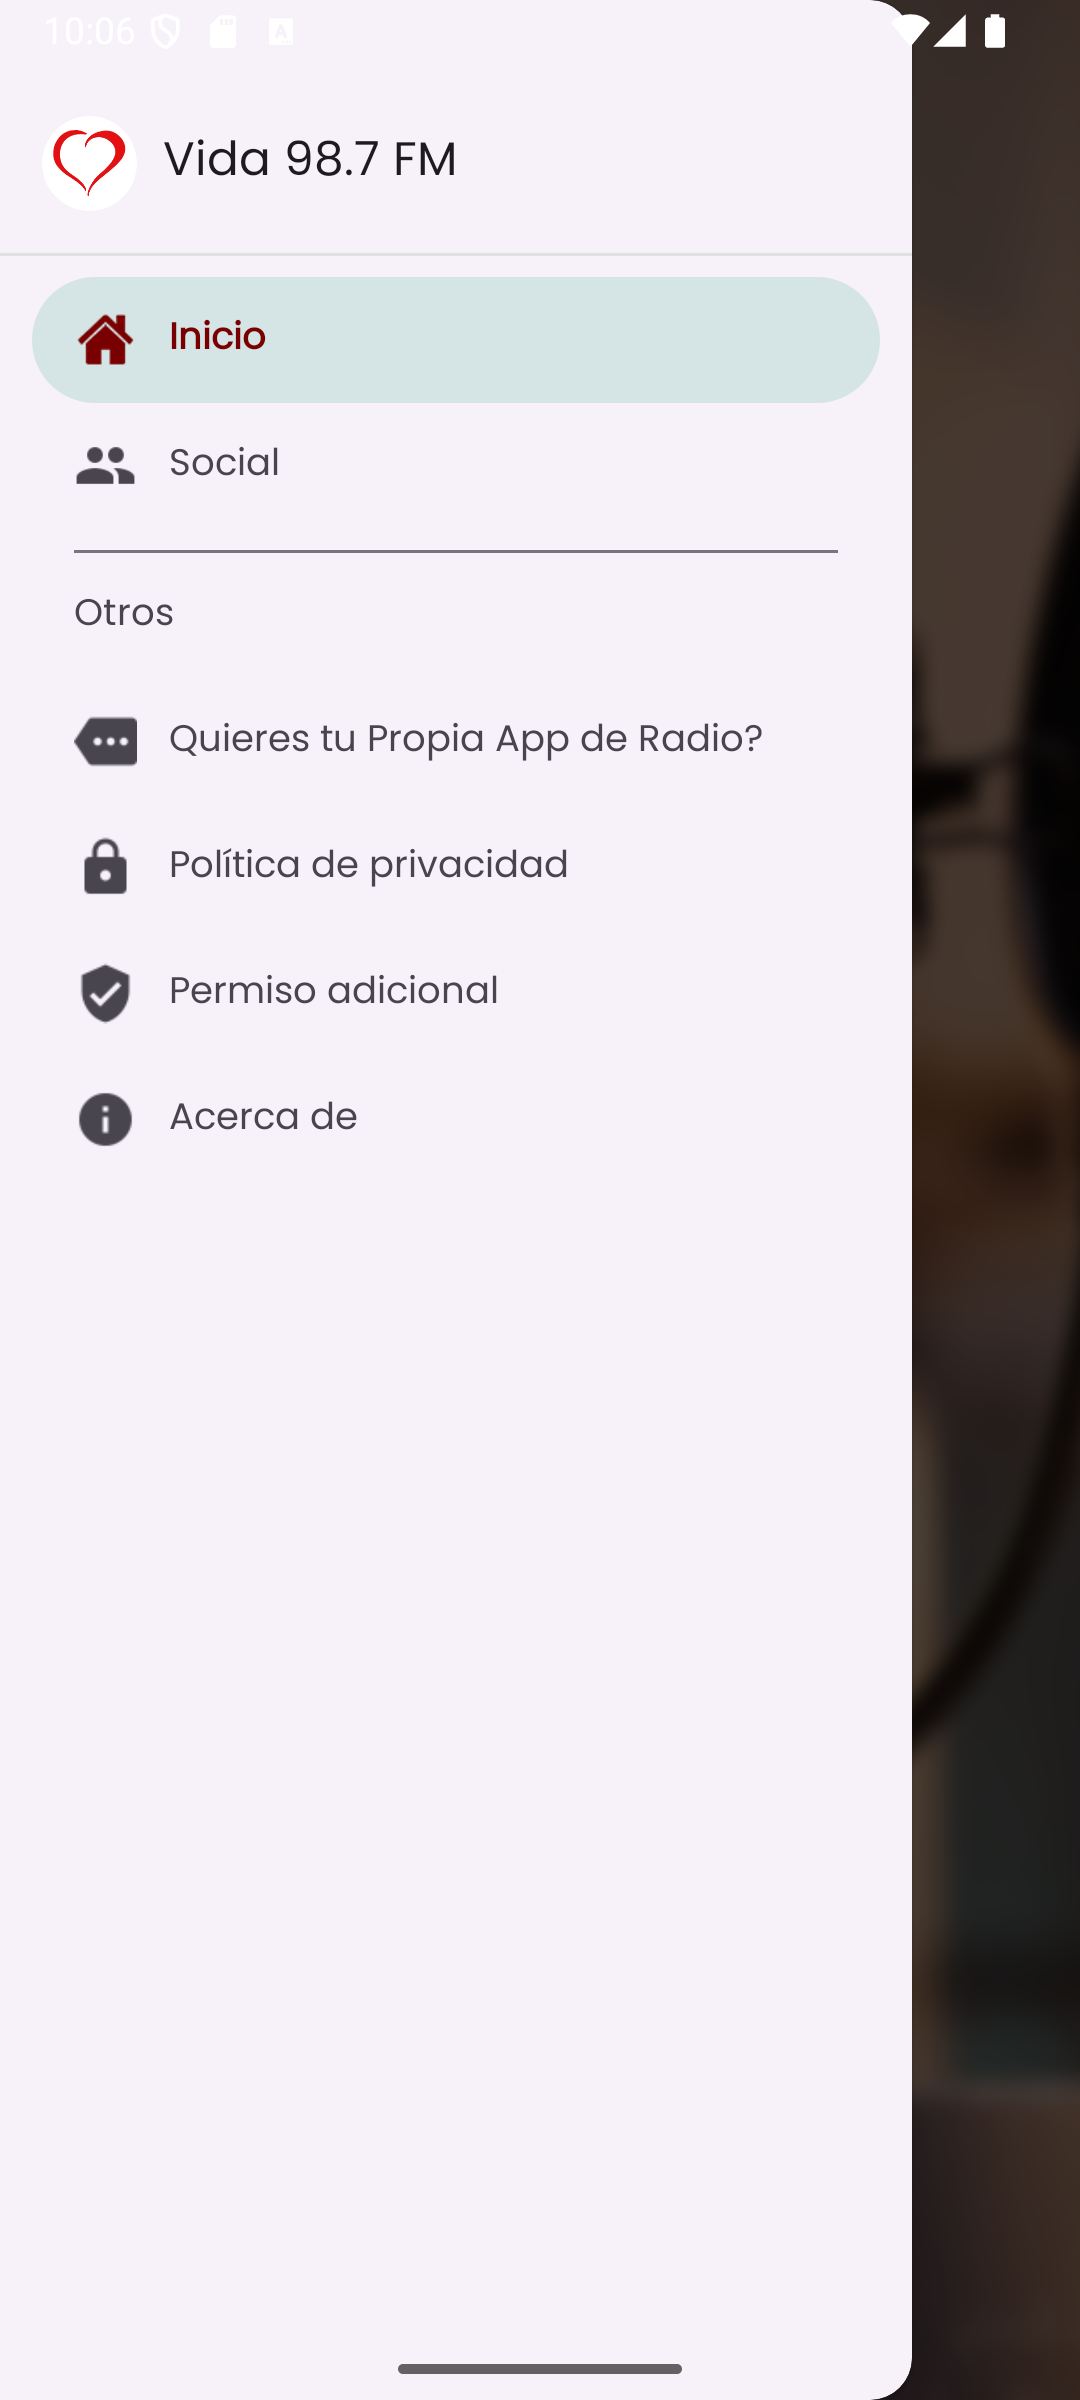 10:06
Vida 98.7 FM
Inicio
Social
Otros
Quieres tu Propia App de Radio?
Política de privacidad
Permiso adicional
Acerca de